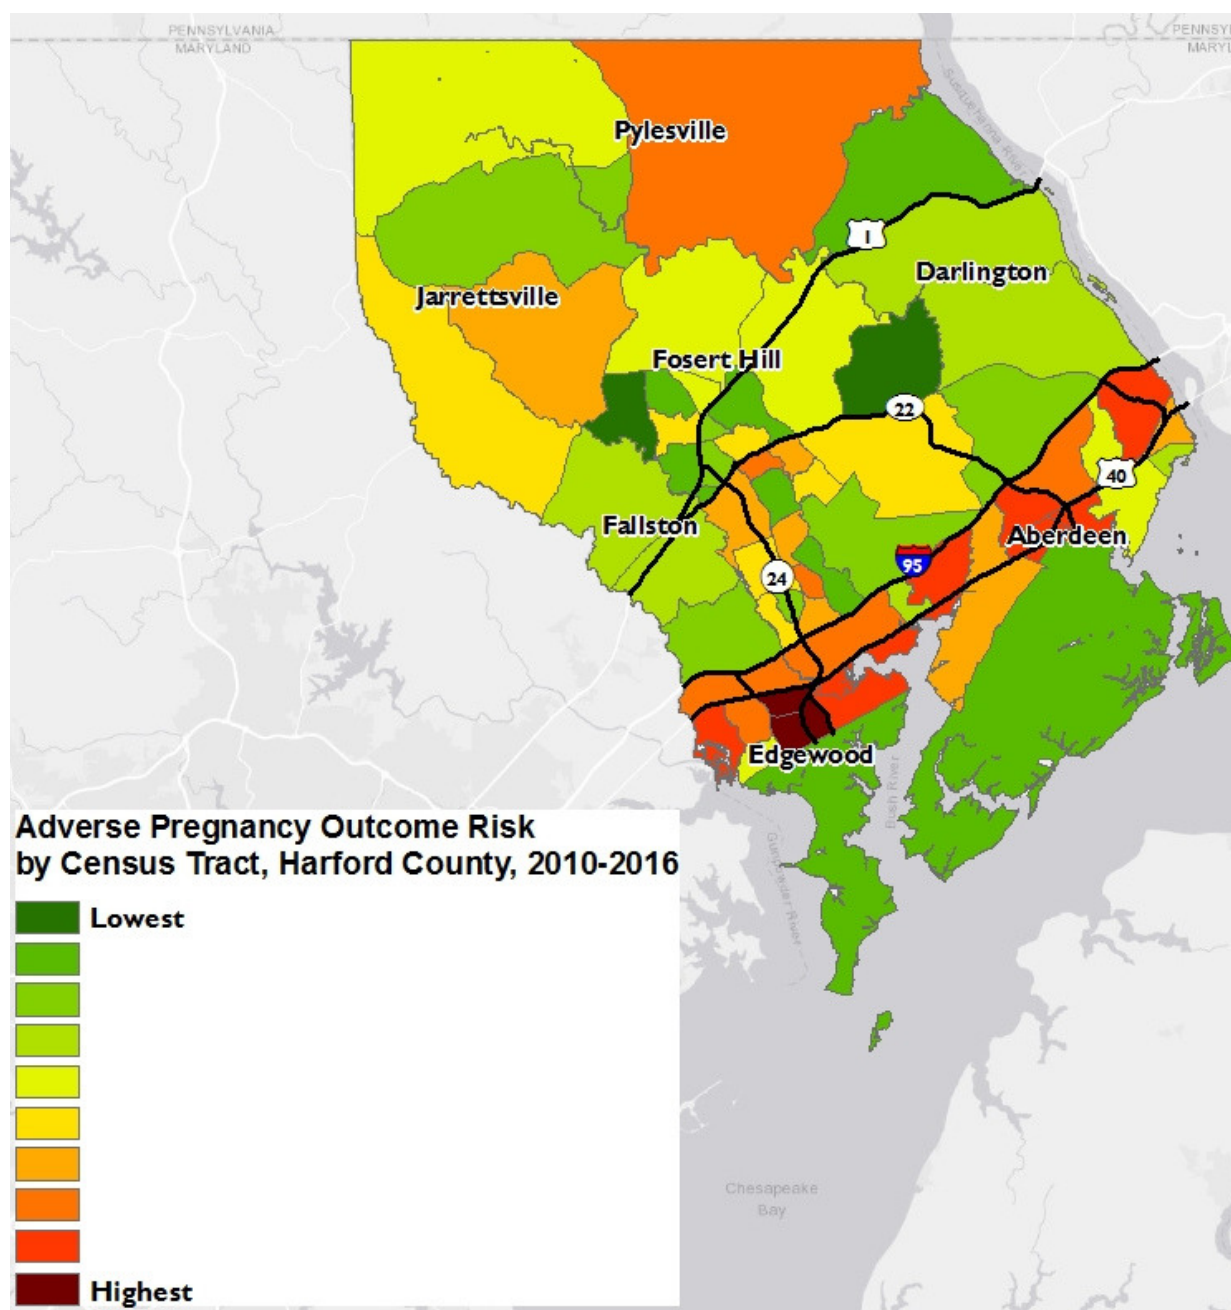 PENNSYLVANIA
MARYLAND
PENNSY
MARYL
Susquehanna River
Pylesville
1
Darlington
Jarrettsville
Fosert Hill
22
40
Fallston
Aberdeen
95
24
Edgewood
Bush River
Gunpowder River
Adverse Pregnancy Outcome Risk
by Census Tract, Harford County, 2010-2016
Lowest
Highest
Chesapeake
Bay